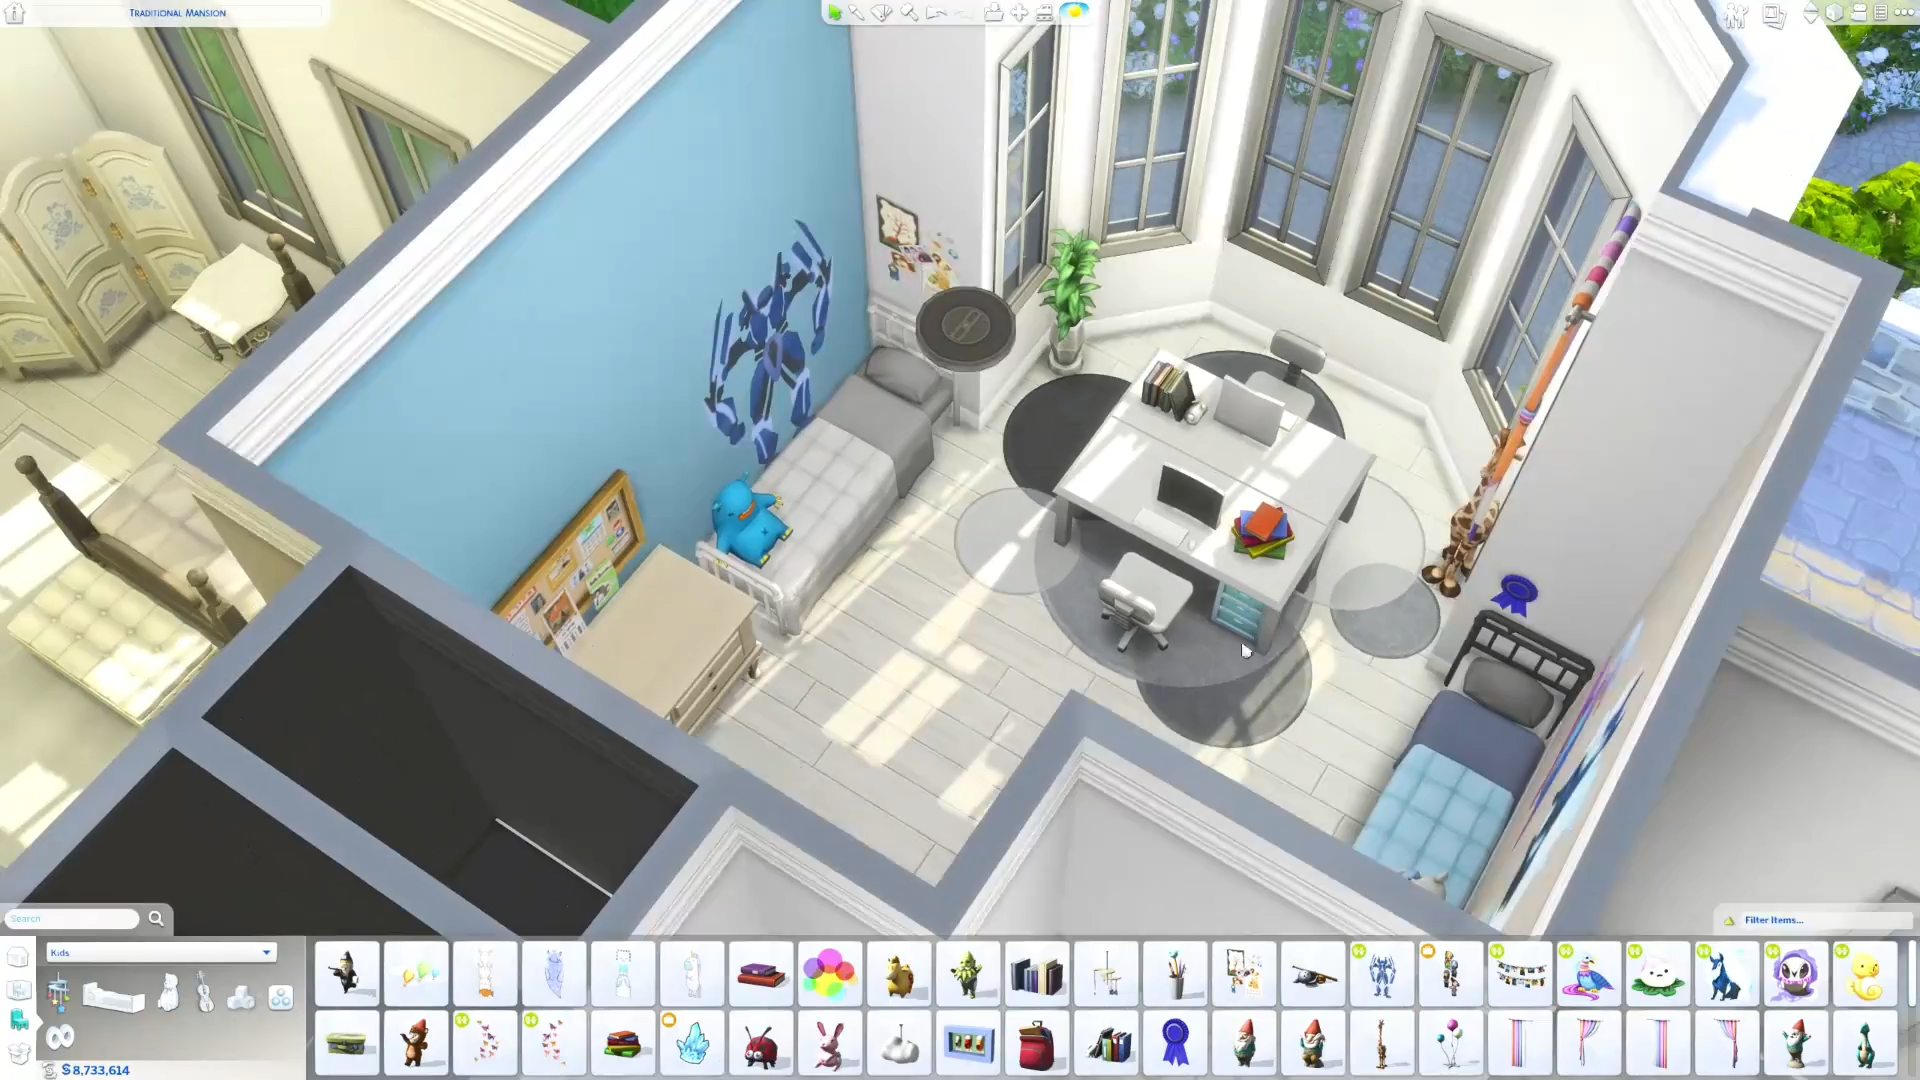 TRADITIONAL MANSION
Search
Filter Items...
Kids
$8,733,614